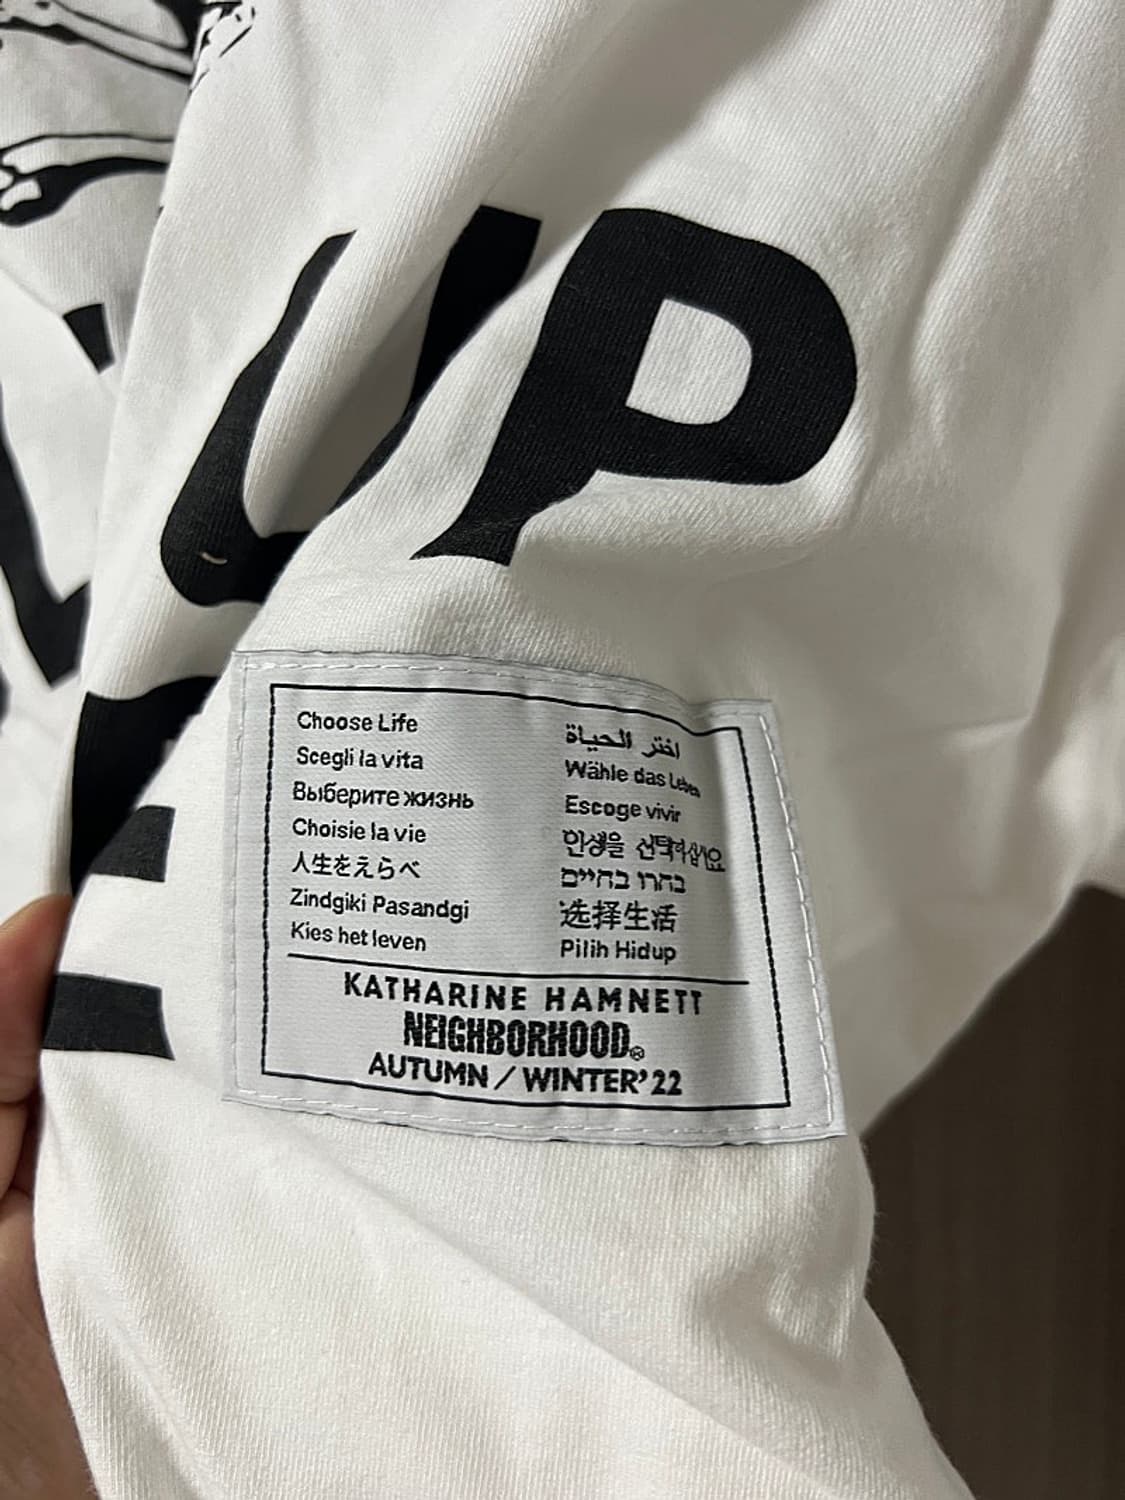 UP
Choose Life
Scegli la vita
Выберите жизнь
Choisie la vie
人生をえらべ
Zindgiki Pasandgi
Kies het leven
اختر الحياة
Wähle das Leben
Escoge vivir
인생을 선택하십시요
בחרו בחיים
选择生活
Pilih Hidup
KATHARINE HAMNETT
NEIGHBORHOOD®
AUTUMN / WINTER'22